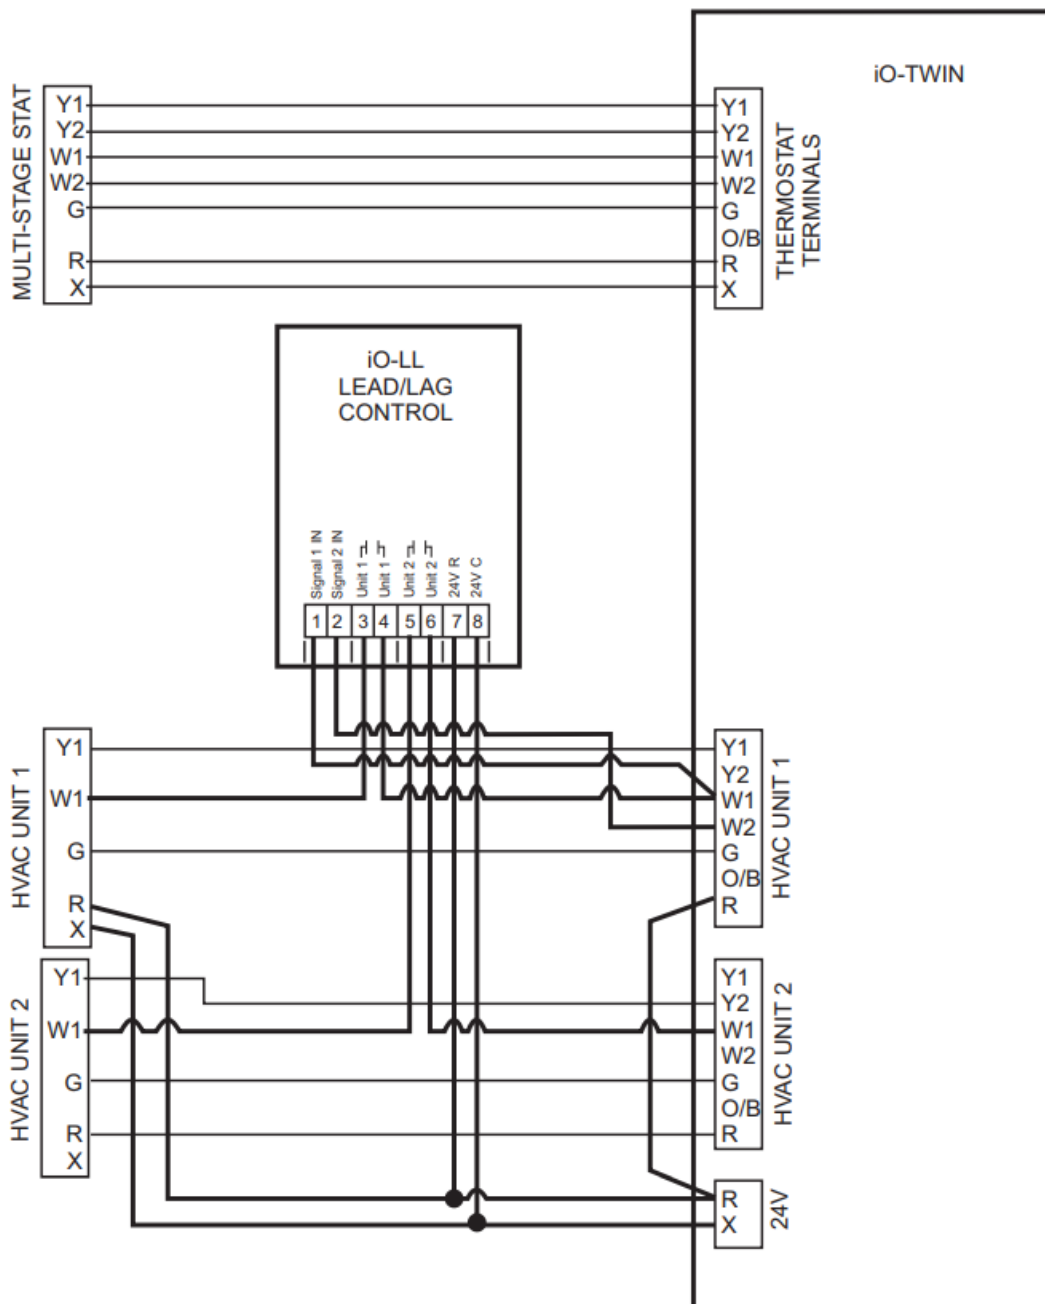 iO-TWIN
MULTI-STAGE STAT
Y1
Y2
W1
W2
G
R
X
Y1
Y2
W1
W2
G
O/B
R
X
THERMOSTAT
TERMINALS
iO-LL
LEAD/LAG
CONTROL
Signal 1 IN
Signal 2 IN
Unit 1
Unit 1
Unit 2
Unit 2
24V R
24V C
1 2 3 4 5 6 7 8
HVAC UNIT 1
Y1
W1
G
R
X
Y1
Y2
W1
W2
G
O/B
R
HVAC UNIT 1
HVAC UNIT 2
Y1
W1
G
R
X
Y1
Y2
W1
W2
G
O/B
R
HVAC UNIT 2
R
X
24V